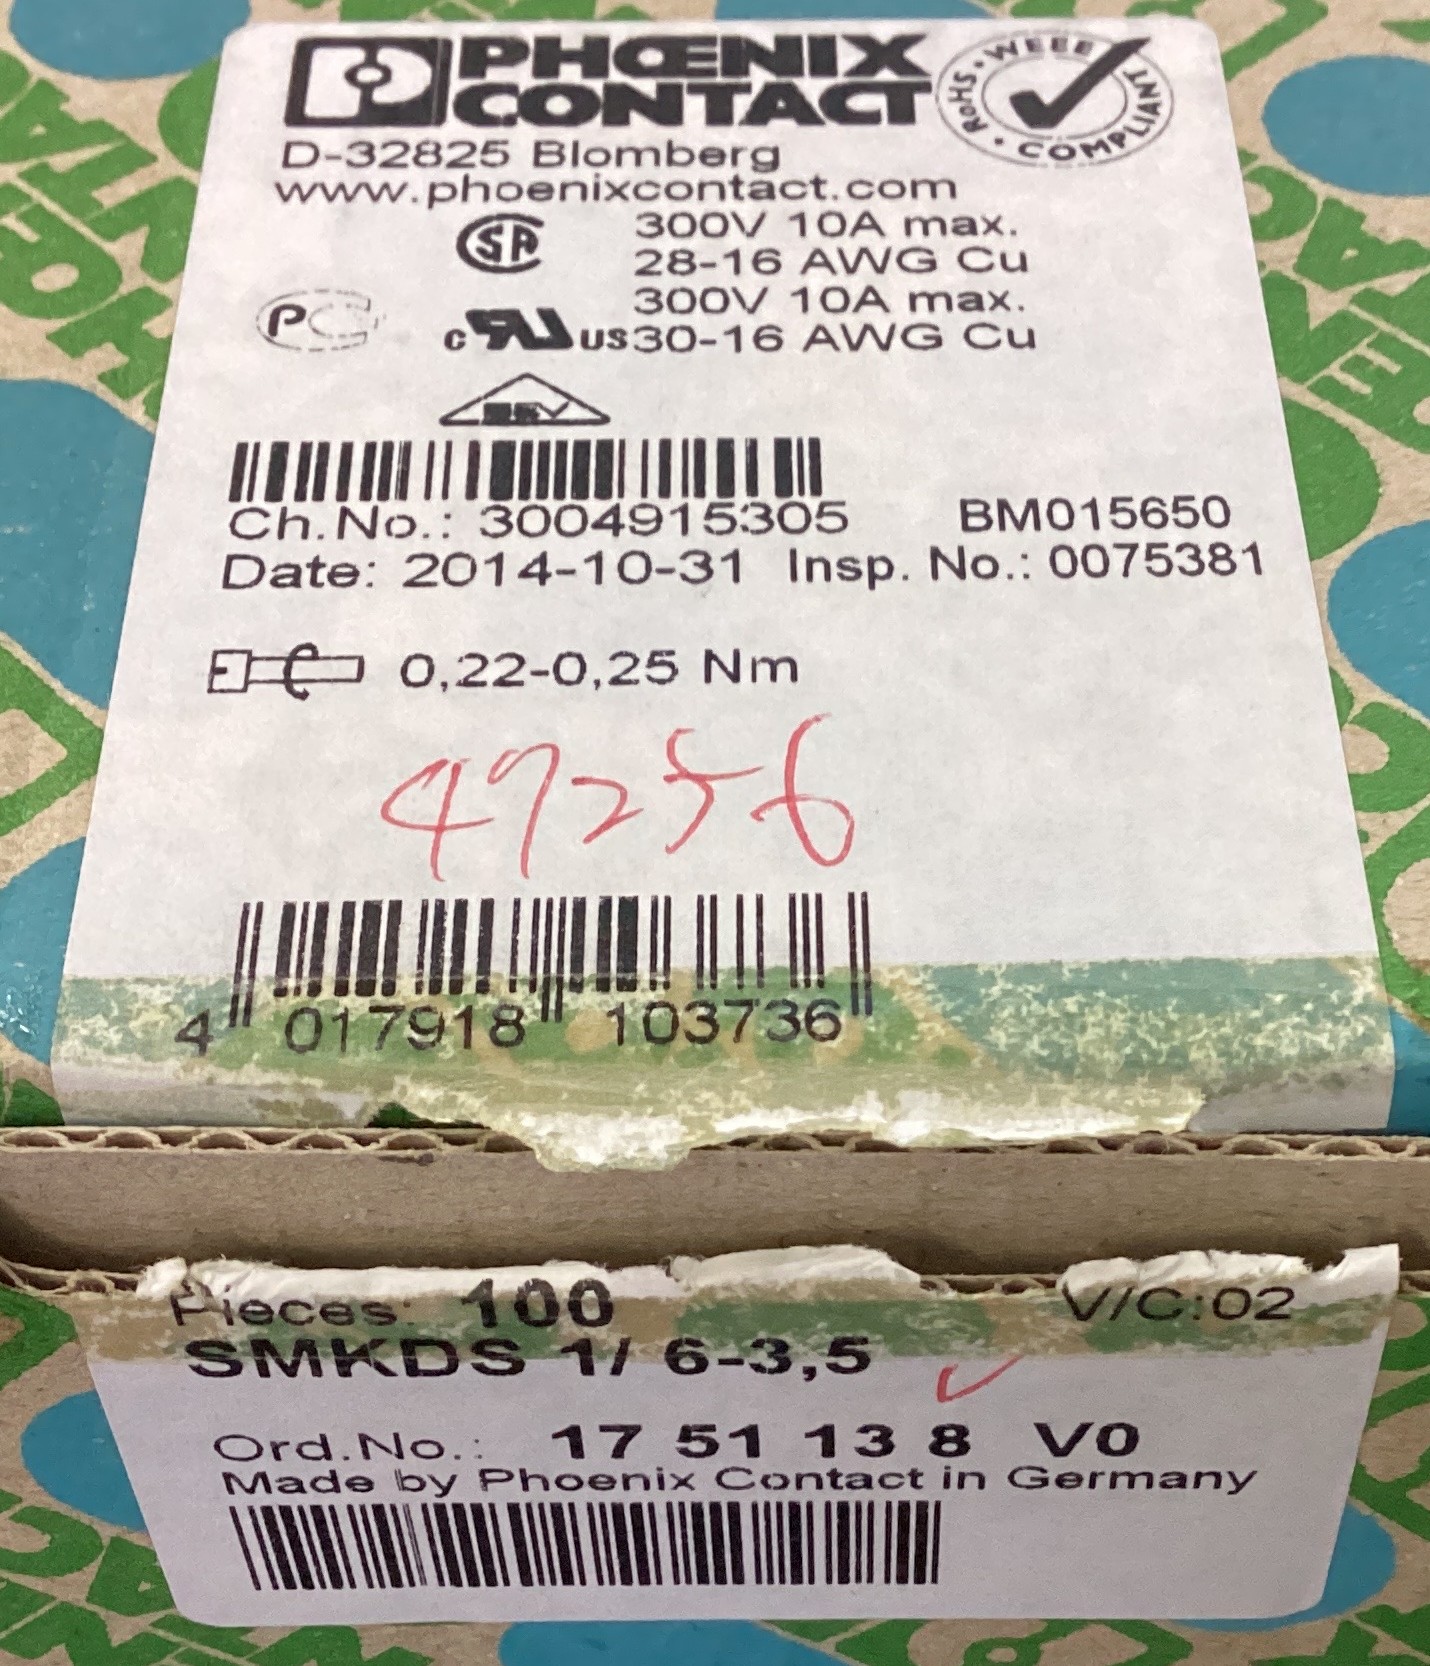 PHŒNIX
CONTACT
WEEE • RoHS • COMPLIANT
D-32825 Blomberg
www.phoenixcontact.com
300V 10A max.
28-16 AWG Cu
300V 10A max.
c US 30-16 AWG Cu
Ch.No.: 3004915305 BM015650
Date: 2014-10-31 Insp. No.: 0075381
0,22-0,25 Nm
47256
4 017918 103736
Pieces: 100 V/C:02
SMKDS 1/ 6-3,5
Ord.No.: 17 51 13 8 V0
Made by Phoenix Contact in Germany